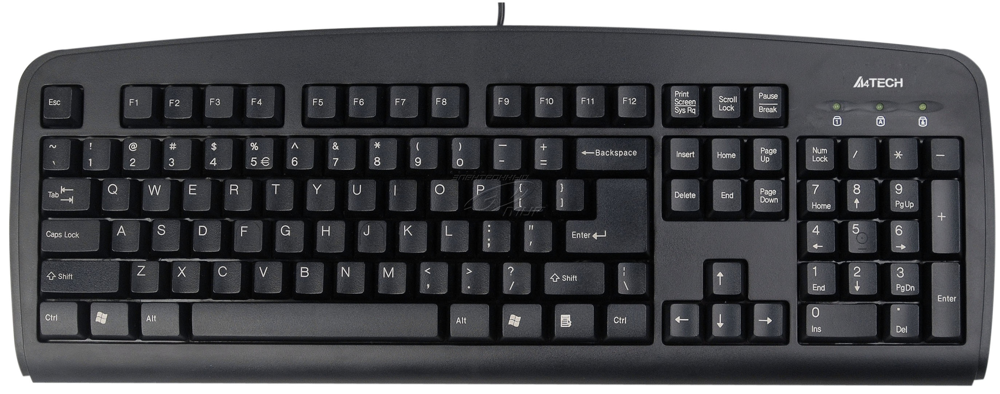 A4TECH
Esc F1 F2 F3 F4 F5 F6 F7 F8 F9 F10 F11 F12 Print Screen Sys Rq Scroll Lock Pause Break
1 A
~ ` ! 1 @ 2 # 3 $ 4 % 5 € ^ 6 & 7 * 8 ( 9 ) 0 — - + = ←Backspace Insert Home Page Up Num Lock / * −
Tab Q W E R T Y U I O P { [ } ] Delete End Page Down 7 Home 8 ↑ 9 PgUp +
Caps Lock A S D F G H J K L : ; " ' Enter 4 ← 5 6 →
Shift Z X C V B N M < , > . ? / Shift ¦ \ ↑ 1 End 2 ↓ 3 PgDn Enter
Ctrl Alt Alt Ctrl ← ↓ → 0 Ins . Del
электронный
мир